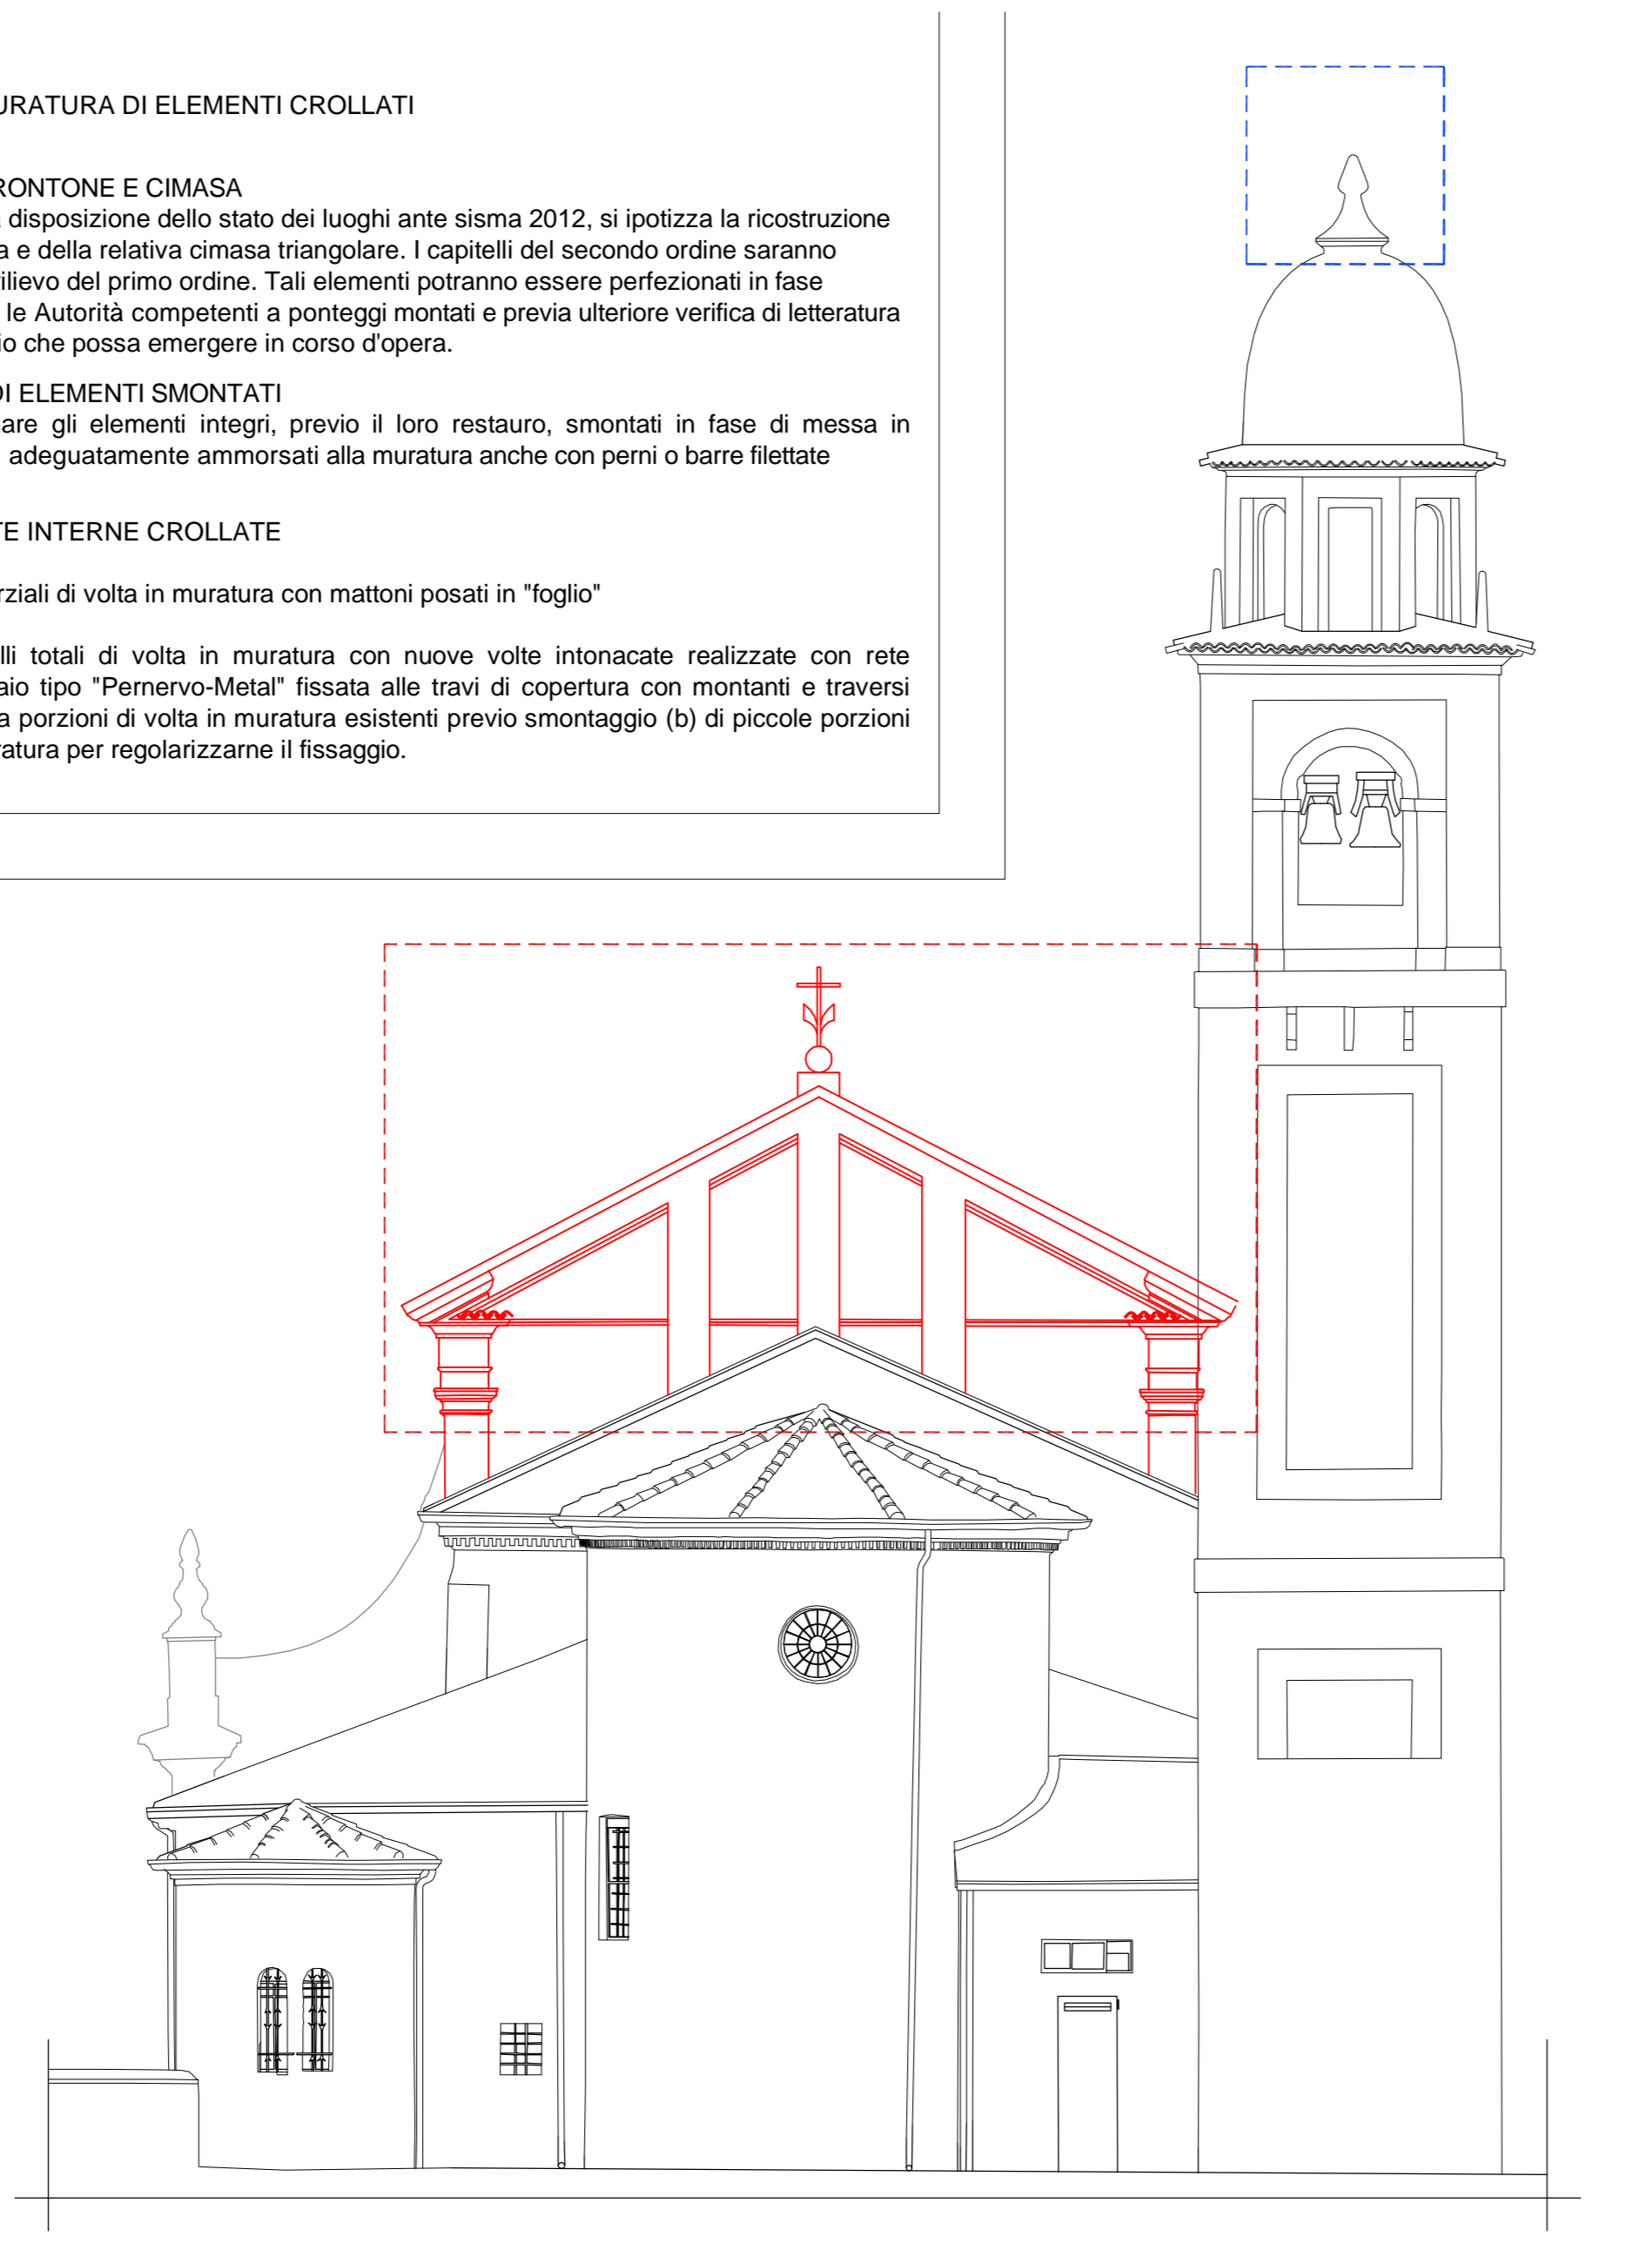 URATURA DI ELEMENTI CROLLATI
RONTONE E CIMASA
disposizione dello stato dei luoghi ante sisma 2012, si ipotizza la ricostruzione
a e della relativa cimasa triangolare. I capitelli del secondo ordine saranno
rilievo del primo ordine. Tali elementi potranno essere perfezionati in fase
le Autorità competenti a ponteggi montati e previa ulteriore verifica di letteratura
io che possa emergere in corso d'opera.
DI ELEMENTI SMONTATI
nare gli elementi integri, previo il loro restauro, smontati in fase di messa in
adeguatamente ammorsati alla muratura anche con perni o barre filettate
TE INTERNE CROLLATE
rziali di volta in muratura con mattoni posati in "foglio"
lli totali di volta in muratura con nuove volte intonacate realizzate con rete
aio tipo "Pernervo-Metal" fissata alle travi di copertura con montanti e traversi
a porzioni di volta in muratura esistenti previo smontaggio (b) di piccole porzioni
ratura per regolarizzarne il fissaggio.